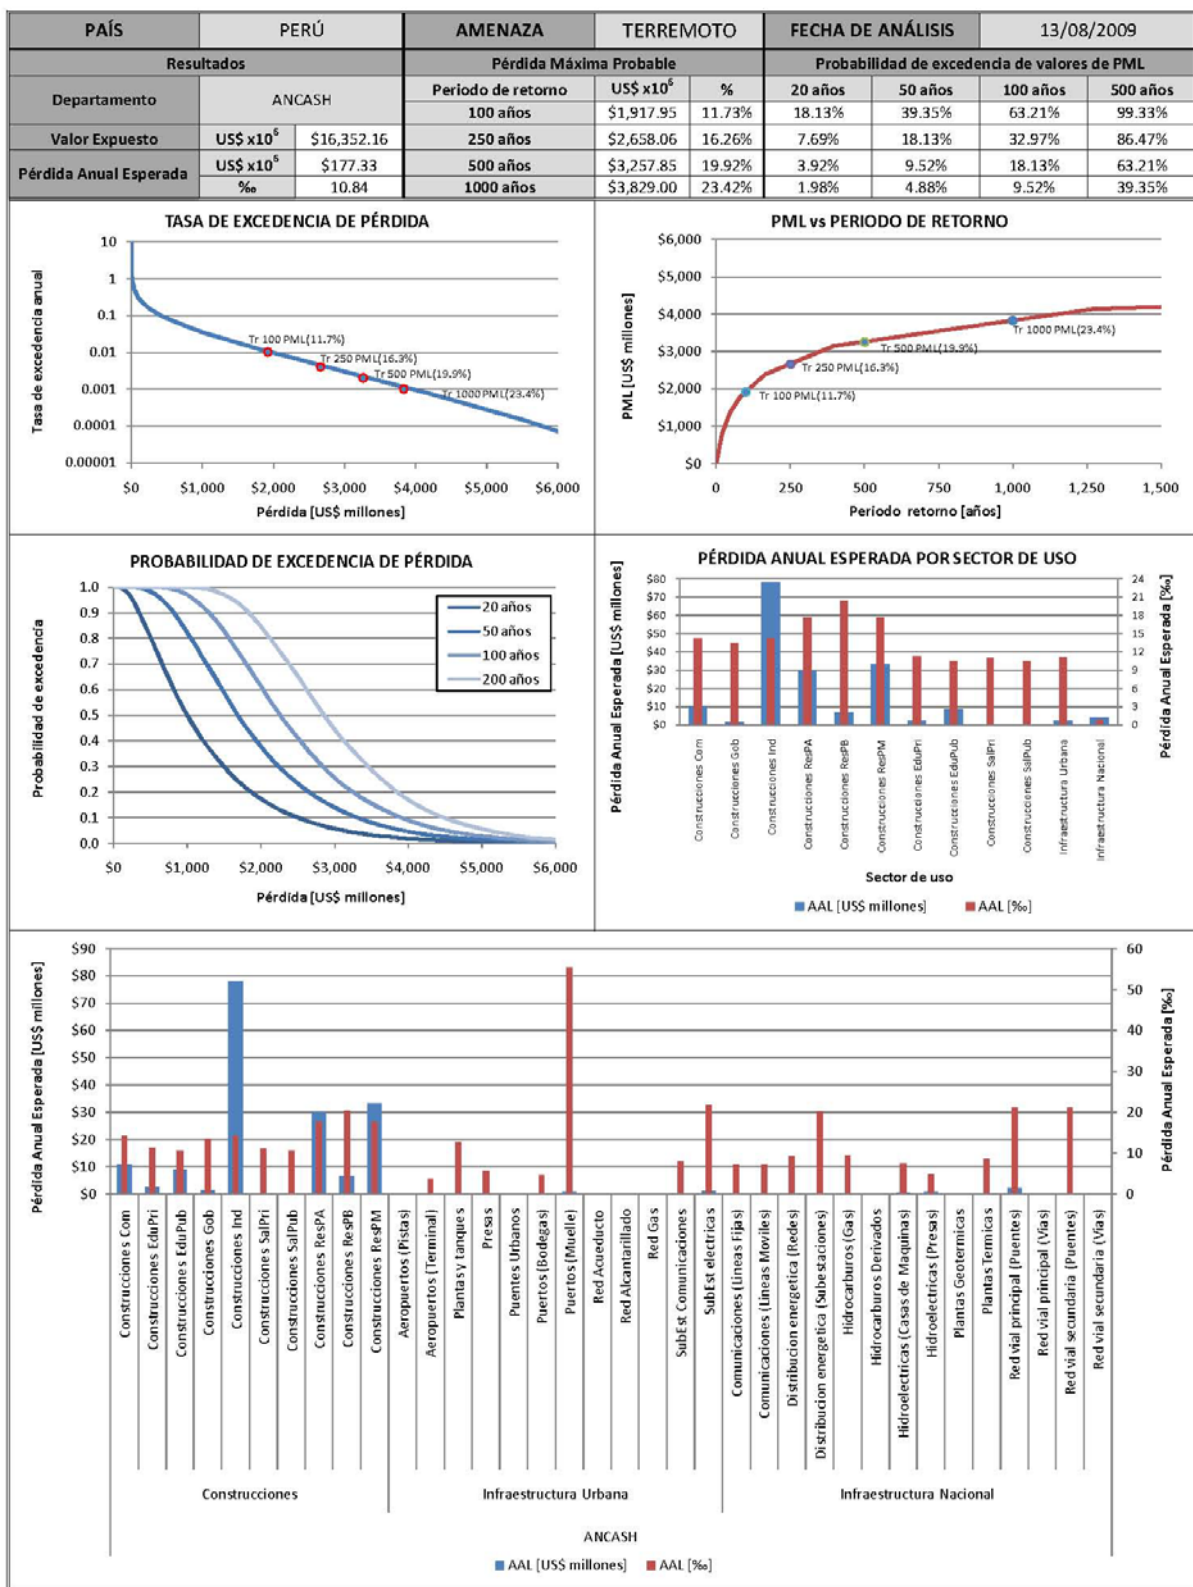 PAÍS PERÚ AMENAZA TERREMOTO FECHA DE ANÁLISIS 13/08/2009
Resultados Pérdida Máxima Probable Probabilidad de excedencia de valores de PML
Departamento ANCASH Periodo de retorno US$ x10⁶ % 20 años 50 años 100 años 500 años
100 años $1,917.95 11.73% 18.13% 39.35% 63.21% 99.33%
Valor Expuesto US$ x10⁶ $16,352.16 250 años $2,658.06 16.26% 7.69% 18.13% 32.97% 86.47%
Pérdida Anual Esperada US$ x10⁶ $177.33 500 años $3,257.85 19.92% 3.92% 9.52% 18.13% 63.21%
‰ 10.84 1000 años $3,829.00 23.42% 1.98% 4.88% 9.52% 39.35%
TASA DE EXCEDENCIA DE PÉRDIDA
Tasa de excedencia anual
10
1
0.1
0.01
0.001
0.0001
0.00001
Tr 100 PML(11.7%)
Tr 250 PML(16.3%)
Tr 500 PML(19.9%)
Tr 1000 PML(23.4%)
$0 $1,000 $2,000 $3,000 $4,000 $5,000 $6,000
Pérdida [US$ millones]
PML vs PERIODO DE RETORNO
PML [US$ millones]
$6,000
$5,000
$4,000
$3,000
$2,000
$1,000
$0
Tr 1000 PML(23.4%)
Tr 500 PML(19.9%)
Tr 250 PML(16.3%)
Tr 100 PML(11.7%)
0 250 500 750 1,000 1,250 1,500
Período retorno [años]
PROBABILIDAD DE EXCEDENCIA DE PÉRDIDA
Probabilidad de excedencia
1.0
0.9
0.8
0.7
0.6
0.5
0.4
0.3
0.2
0.1
0.0
20 años
50 años
100 años
200 años
$0 $1,000 $2,000 $3,000 $4,000 $5,000 $6,000
Pérdida [US$ millones]
PÉRDIDA ANUAL ESPERADA POR SECTOR DE USO
Pérdida Anual Esperada [US$ millones]
$80
$70
$60
$50
$40
$30
$20
$10
$0
24
21
18
15
12
9
6
3
0
Pérdida Anual Esperada [‰]
Construcciones Com
Construcciones Gob
Construcciones Ind
Construcciones ResPA
Construcciones ResPB
Construcciones ResPM
Construcciones EduPri
Construcciones EduPub
Construcciones SalPri
Construcciones SalPub
Infraestructura Urbana
Infraestructura Nacional
Sector de uso
AAL [US$ millones] AAL [‰]
Pérdida Anual Esperada [US$ millones]
$90
$80
$70
$60
$50
$40
$30
$20
$10
$0
60
50
40
30
20
10
0
Pérdida Anual Esperada [‰]
Construcciones Com
Construcciones EduPri
Construcciones EduPub
Construcciones Gob
Construcciones Ind
Construcciones SalPri
Construcciones SalPub
Construcciones ResPA
Construcciones ResPB
Construcciones ResPM
Aeropuertos (Pistas)
Aeropuertos (Terminal)
Plantas y tanques
Presas
Puentes Urbanos
Puertos (Bodegas)
Puertos (Muelle)
Red Acueducto
Red Alcantarillado
Red Gas
SubEst Comunicaciones
SubEst electricas
Comunicaciones (Lineas Fijas)
Comunicaciones (Lineas Moviles)
Distribucion energetica (Redes)
Distribucion energetica (Subestaciones)
Hidrocarburos (Gas)
Hidrocarburos Derivados
Hidroelectricas (Casas de Maquinas)
Hidroelectricas (Presas)
Plantas Geotermicas
Plantas Termicas
Red vial principal (Puentes)
Red vial principal (Vias)
Red vial secundaria (Puentes)
Red vial secundaria (Vias)
Construcciones Infraestructura Urbana Infraestructura Nacional
ANCASH
AAL [US$ millones] AAL [‰]